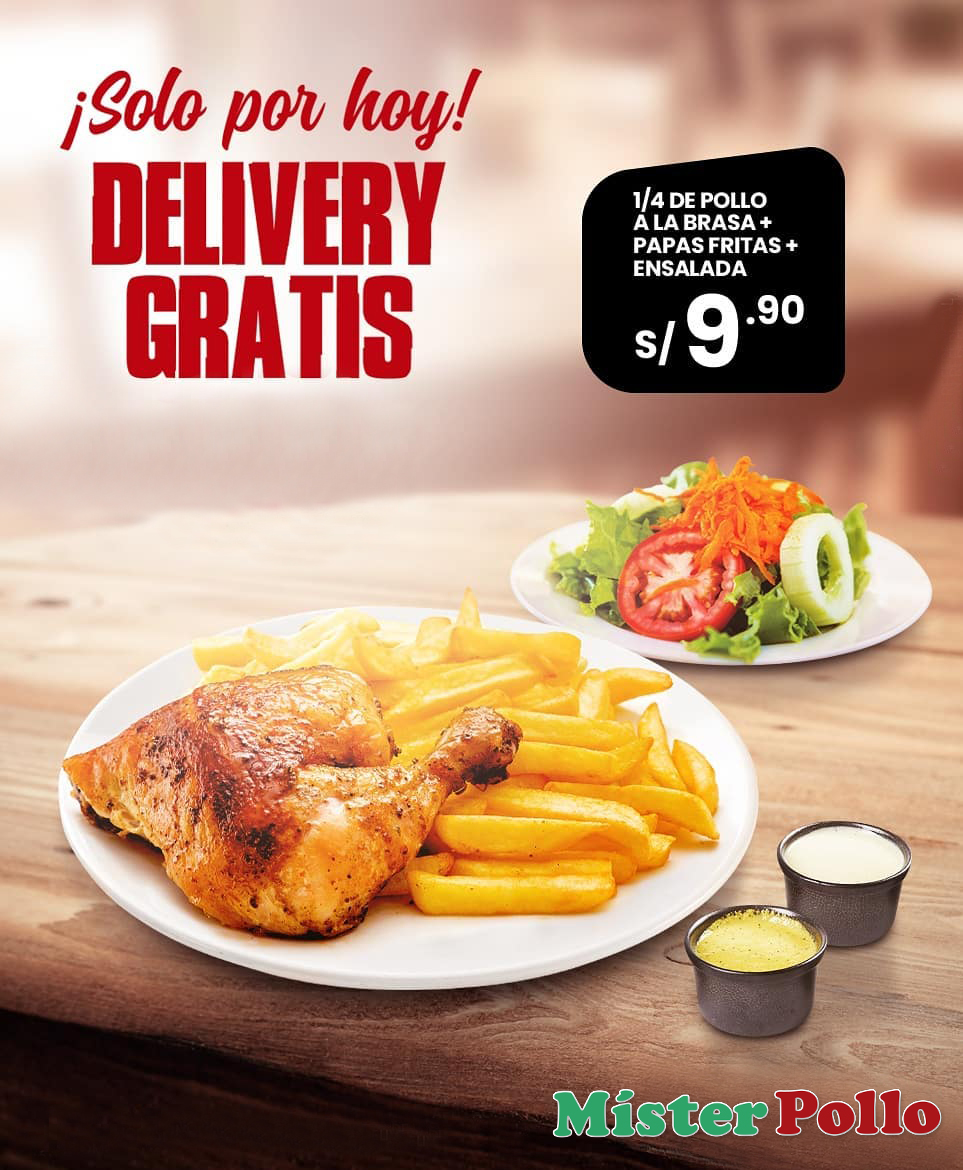 ¡Solo por hoy!
DELIVERY
GRATIS
1/4 DE POLLO
A LA BRASA +
PAPAS FRITAS +
ENSALADA
S/ 9.90
Míster Pollo